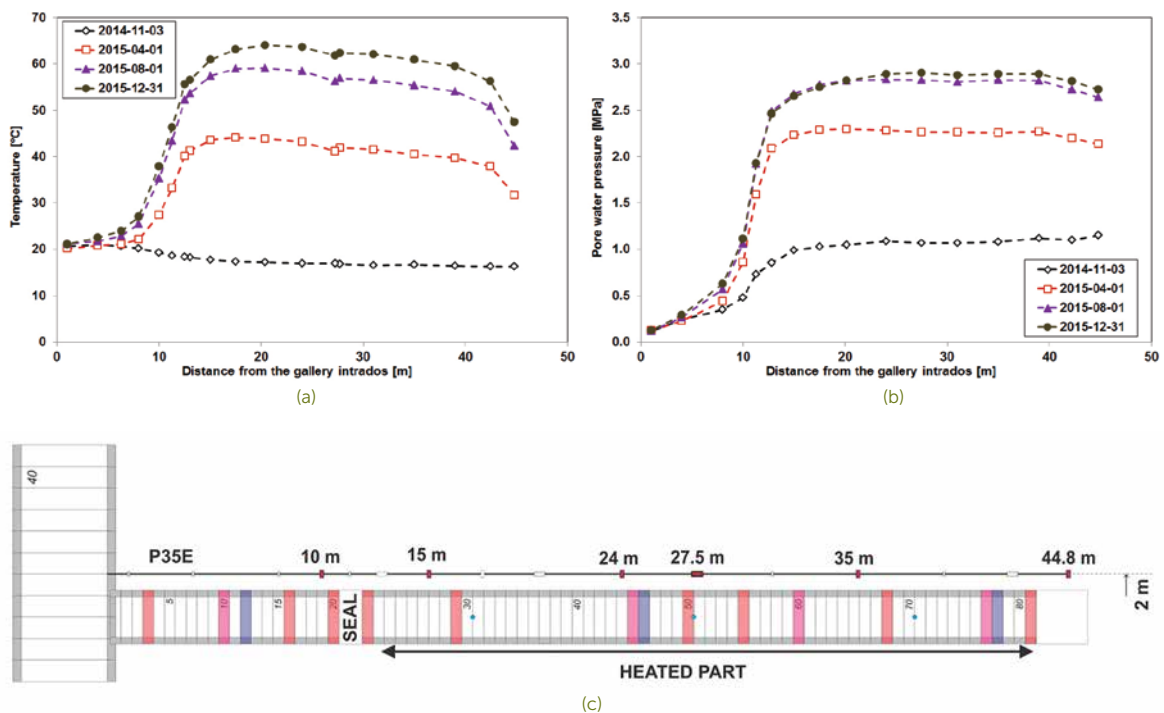 70
60
50
40
30
20
10
0
Temperature [ºC]
2014-11-03
2015-04-01
2015-08-01
2015-12-31
0 10 20 30 40 50
Distance from the gallery intrados [m]
(a)
3.5
3.0
2.5
2.0
1.5
1.0
0.5
0.0
Pore water pressure [MPa]
2014-11-03
2015-04-01
2015-08-01
2015-12-31
0 10 20 30 40 50
Distance from the gallery intrados [m]
(b)
40
P35E
10 m
15 m
24 m
27.5 m
35 m
44.8 m
2 m
5 10 15 20 SEAL 30 40 50 60 70 80
HEATED PART
(c)